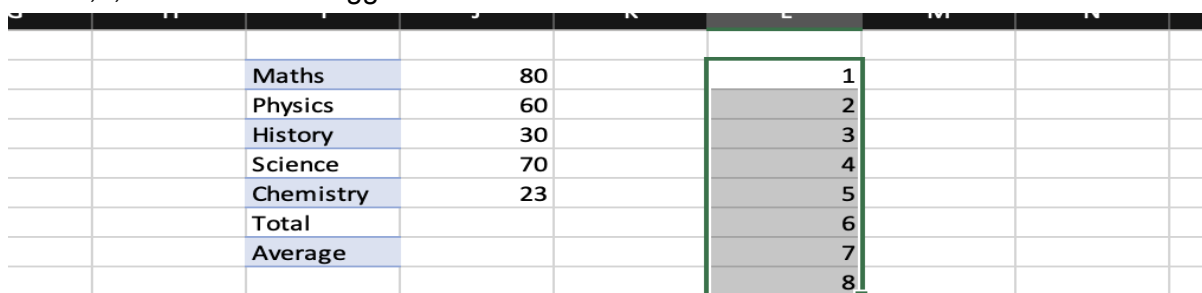 G H I J K L M N
Maths 80 1
Physics 60 2
History 30 3
Science 70 4
Chemistry 23 5
Total 6
Average 7
8